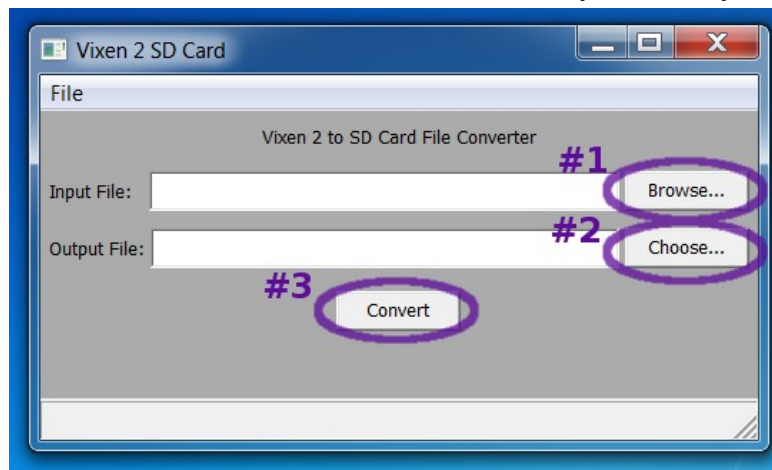 Vixen 2 SD Card
File
Vixen 2 to SD Card File Converter
#1
Input File:
Browse...
#2
Output File:
Choose...
#3
Convert